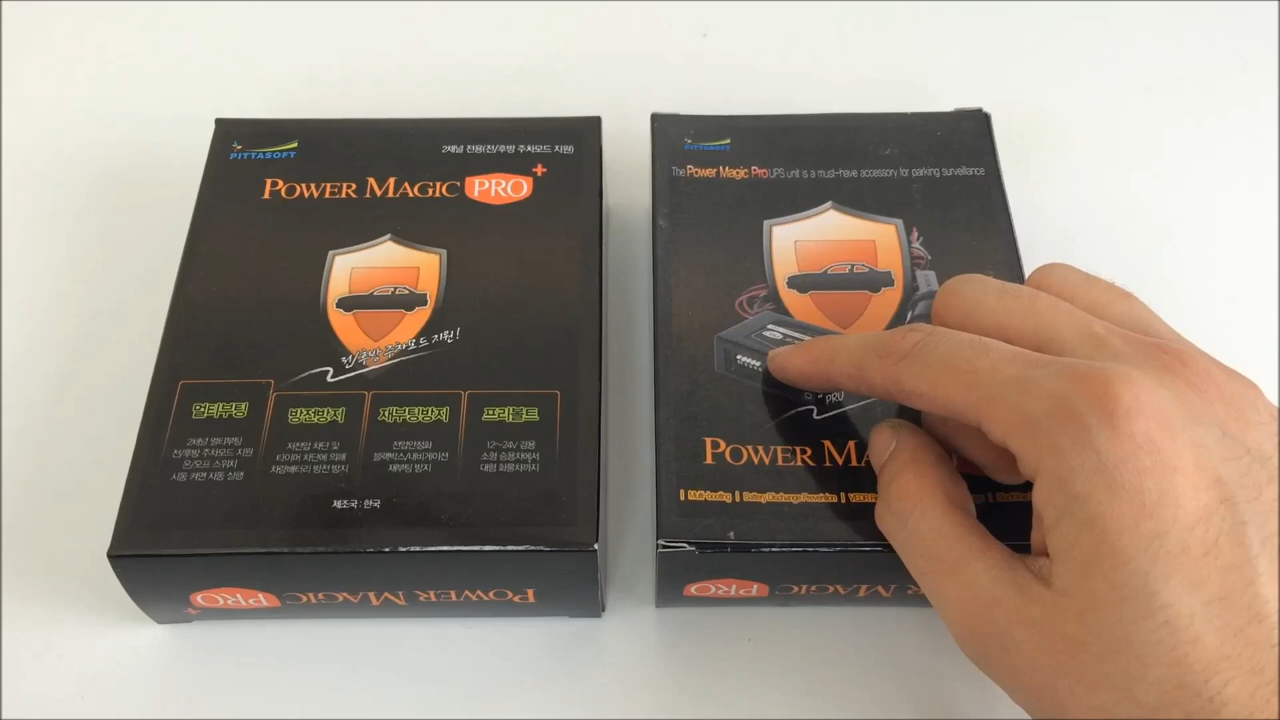 PITTASOFT
2채널 전용(전/후방 주차모드 지원)
POWER MAGIC PRO+
전/후방 주차모드 지원!
멀티부팅
2채널 멀티부팅
전/후방 주차모드 지원
온/오프 스위치
시동 켜면 자동 실행
방전방지
저전압 차단 및
타이머 차단에 의해
차량배터리 방전 방지
재부팅방지
전압안정화
블랙박스/내비게이션
재부팅 방지
프리볼트
12~24V 겸용
소형 승용차에서
대형 화물차까지
제조국 : 한국
POWER MAGIC PRO+
PITTASOFT
The Power Magic Pro UPS unit is a must-have accessory for parking surveillance
PRO
POWER MA
| Multi-booting | Battery Discharge Prevention |
POWER MAGIC PRO